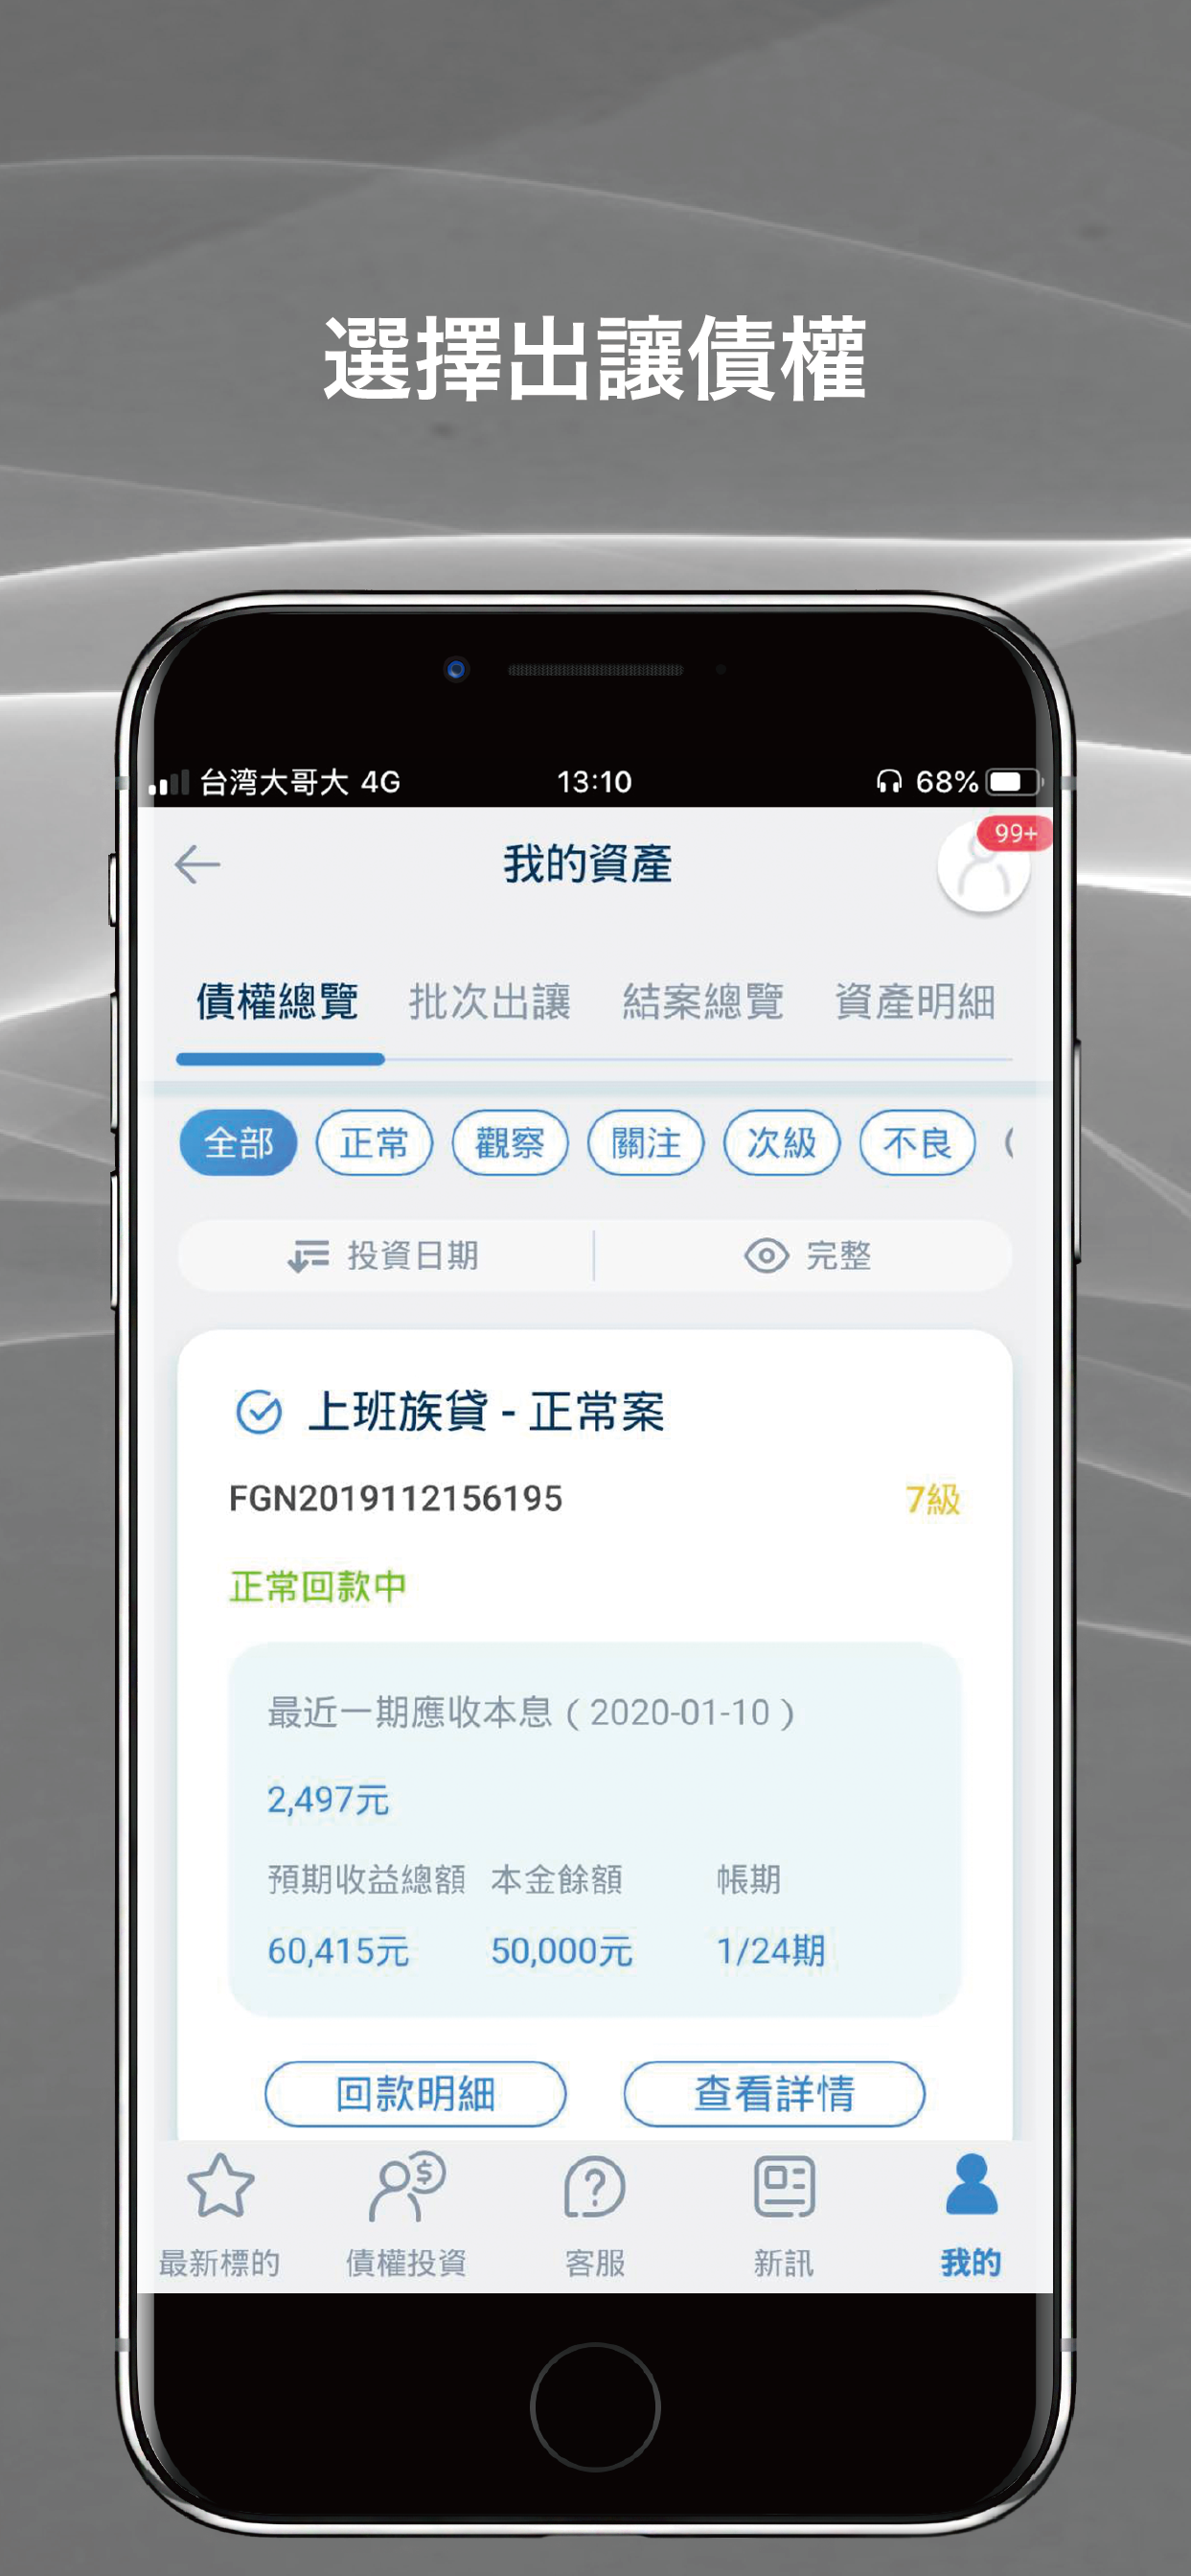 選擇出讓債權
台湾大哥大 4G 13:10 68%
我的資產 99+
債權總覽 批次出讓 結案總覽 資產明細
全部 正常 觀察 關注 次級 不良
投資日期 完整
上班族貸 - 正常案
FGN2019112156195 7級
正常回款中
最近一期應收本息 ( 2020-01-10 )
2,497元
預期收益總額 本金餘額 帳期
60,415元 50,000元 1/24期
回款明細 查看詳情
最新標的 債權投資 客服 新訊 我的